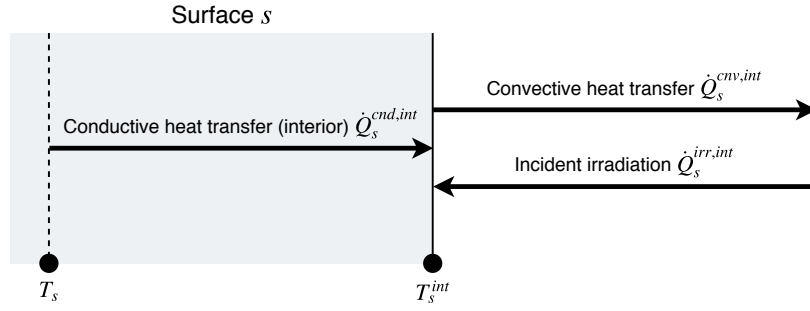 Surface s
Convective heat transfer Q̇_s^{cnv,int}
Conductive heat transfer (interior) Q̇_s^{cnd,int}
Incident irradiation Q̇_s^{irr,int}
T_s
T_s^{int}